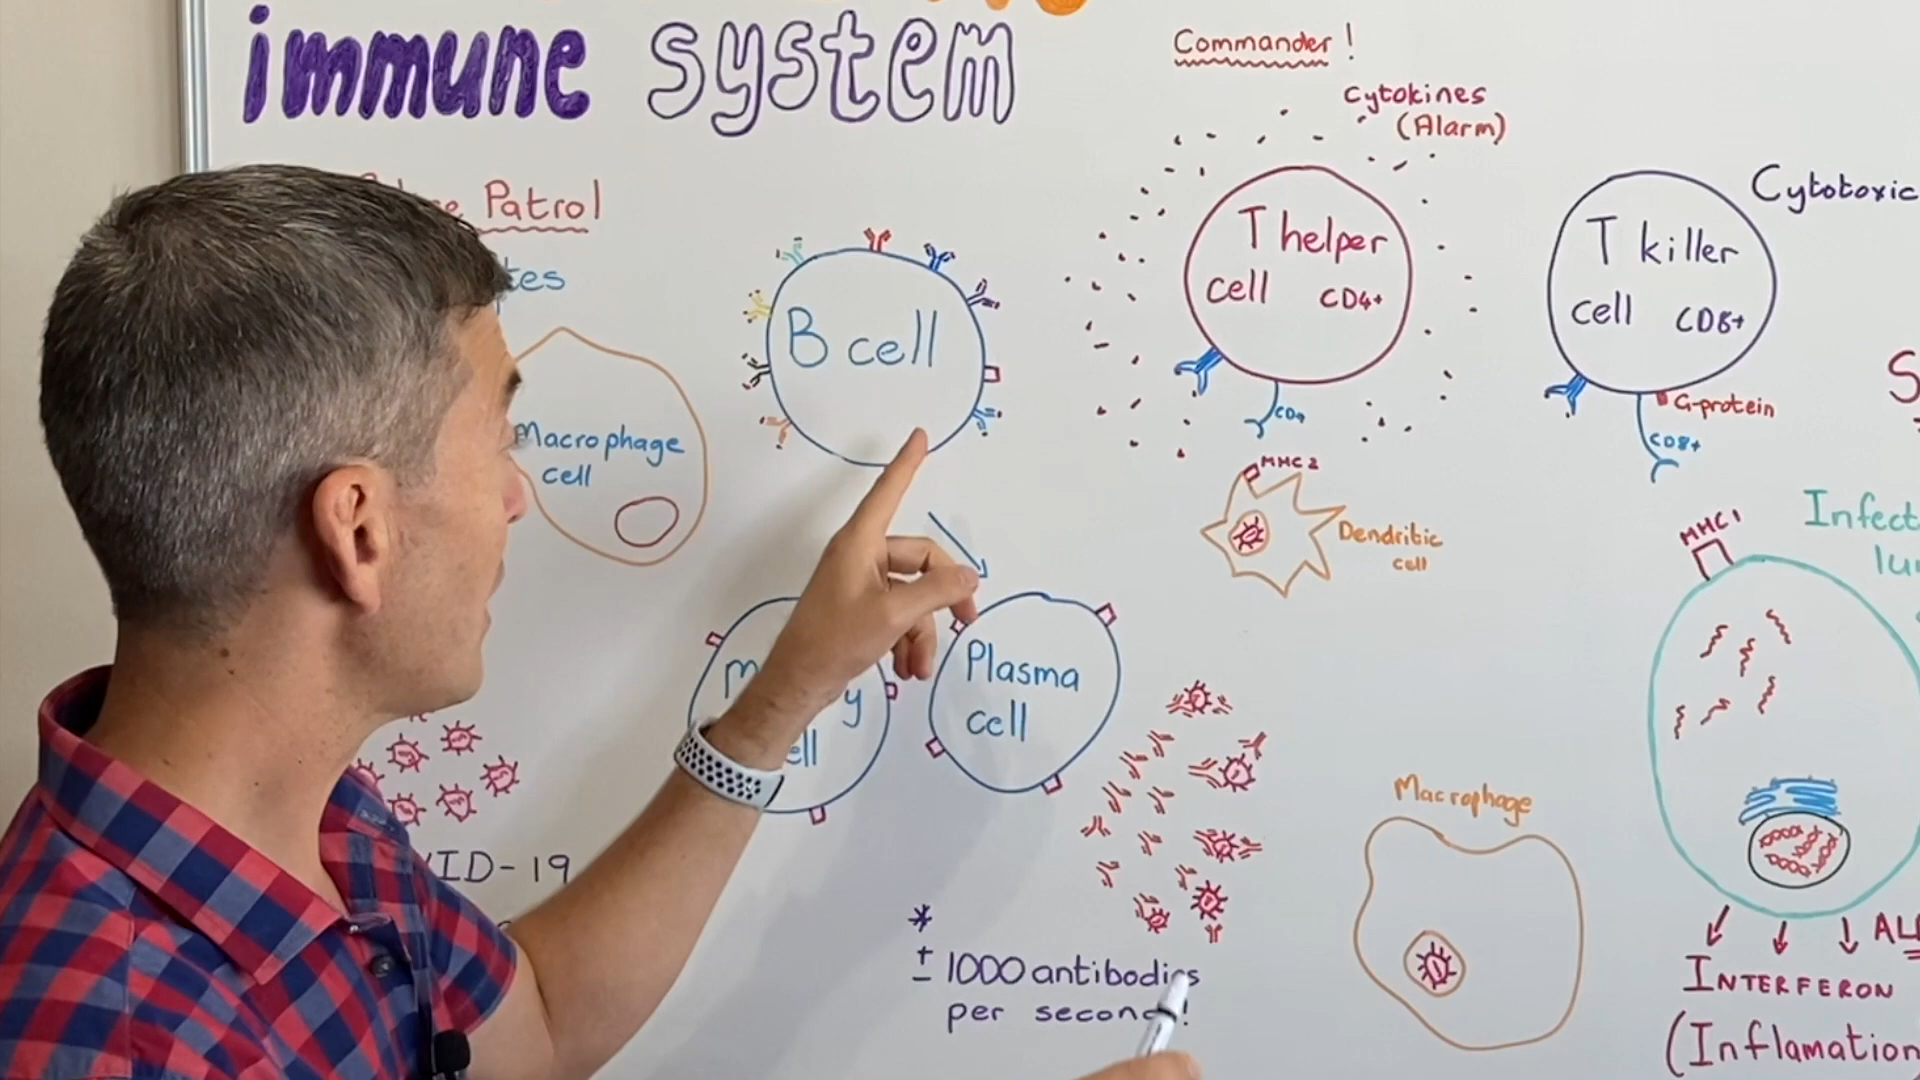 immune system
Patrol
Macrophage
cell
B cell
Plasma
cell
ID-19
*
± 1000 antibodies
per second!
Commander!
Cytokines
(Alarm)
T helper
cell CD4+
CD4
MHC 2
Dendritic
cell
Macrophage
T killer
cell CD8+
Cytotoxic
G-protein
CD8+
MHC 1
Infect
lu
INTERFERON
(Inflamation